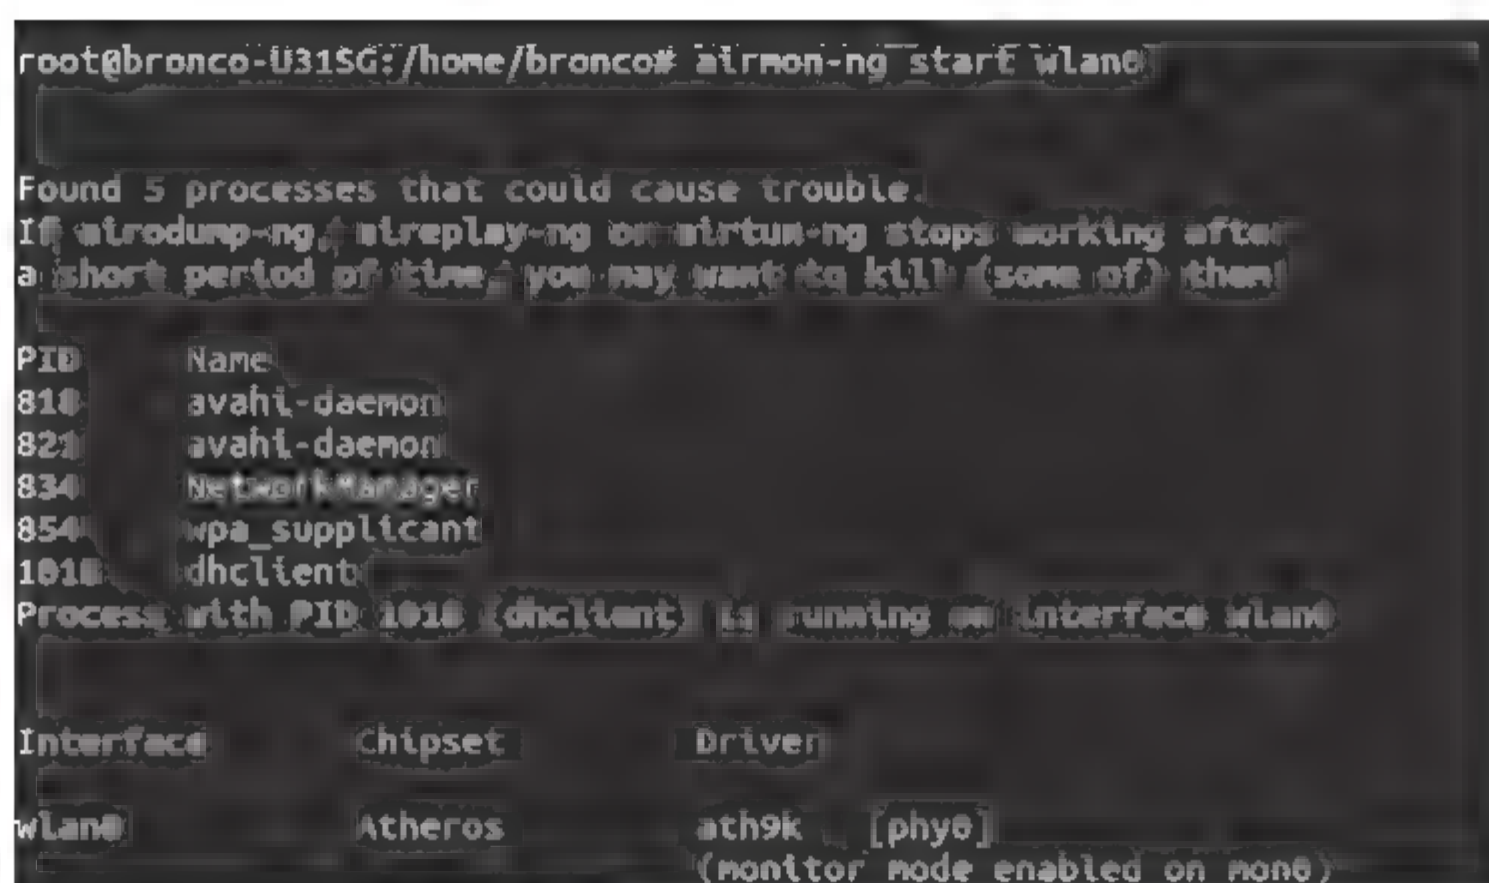 root@bronco-U31SG:/home/bronco# airmon-ng start wlan0
Found 5 processes that could cause trouble.
If airodump-ng, aireplay-ng or airtun-ng stops working after
a short period of time, you may want to kill (some of) them!
PID Name
810 avahi-daemon
821 avahi-daemon
834 NetworkManager
854 wpa_supplicant
1018 dhclient
Process with PID 1018 (dhclient) is running on interface wlan0
Interface Chipset Driver
wlan0 Atheros ath9k [phy0]
(monitor mode enabled on mon0)